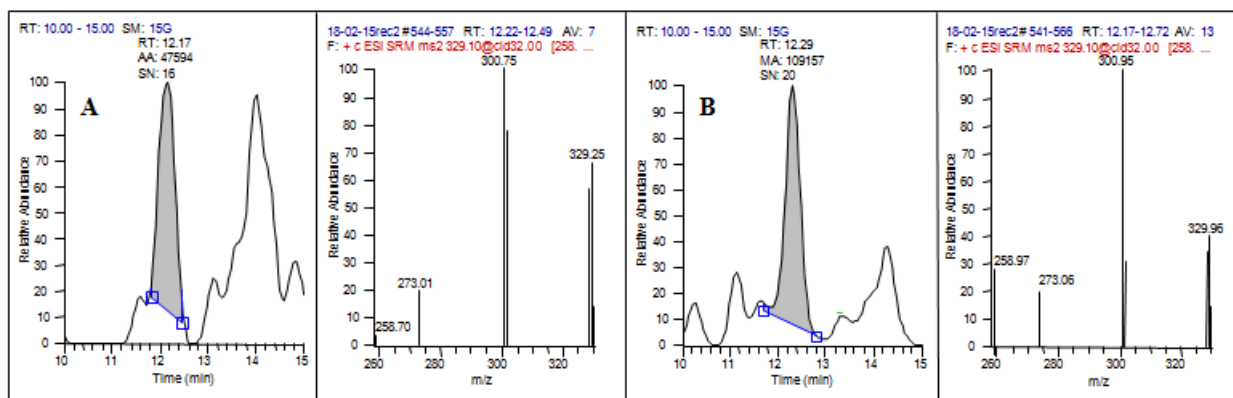 RT: 10.00 - 15.00 SM: 15G
RT: 12.17
AA: 47594
SN: 16
A
100
90
80
70
60
50
40
30
20
10
0
Relative Abundance
10 11 12 13 14 15
Time (min)
18-02-15rec2 #544-557 RT: 12.22-12.49 AV: 7
F: + c ESI SRM ms2 329.10@cid32.00 [258. ...
300.75
329.25
273.01
258.70
100
90
80
70
60
50
40
30
20
10
0
Relative Abundance
260 280 300 320
m/z
RT: 10.00 - 15.00 SM: 15G
RT: 12.29
MA: 109157
SN: 20
B
100
90
80
70
60
50
40
30
20
10
0
Relative Abundance
10 11 12 13 14 15
Time (min)
18-02-15rec2 #541-566 RT: 12.17-12.72 AV: 13
F: + c ESI SRM ms2 329.10@cid32.00 [258. ...
300.95
329.96
258.97
273.06
100
90
80
70
60
50
40
30
20
10
0
Relative Abundance
260 280 300 320
m/z